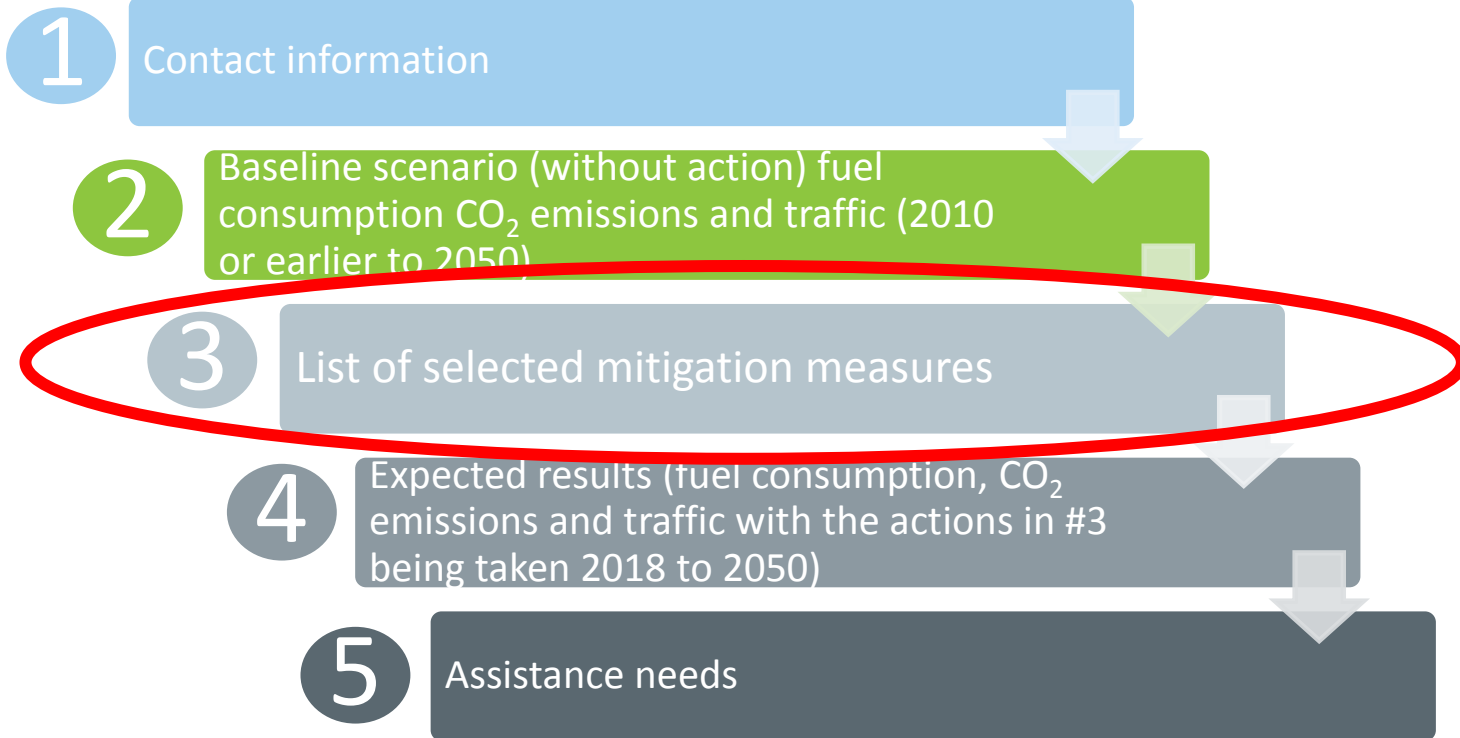 1
Contact information
2
Baseline scenario (without action) fuel
consumption CO₂ emissions and traffic (2010
or earlier to 2050)
3
List of selected mitigation measures
4
Expected results (fuel consumption, CO₂
emissions and traffic with the actions in #3
being taken 2018 to 2050)
5
Assistance needs